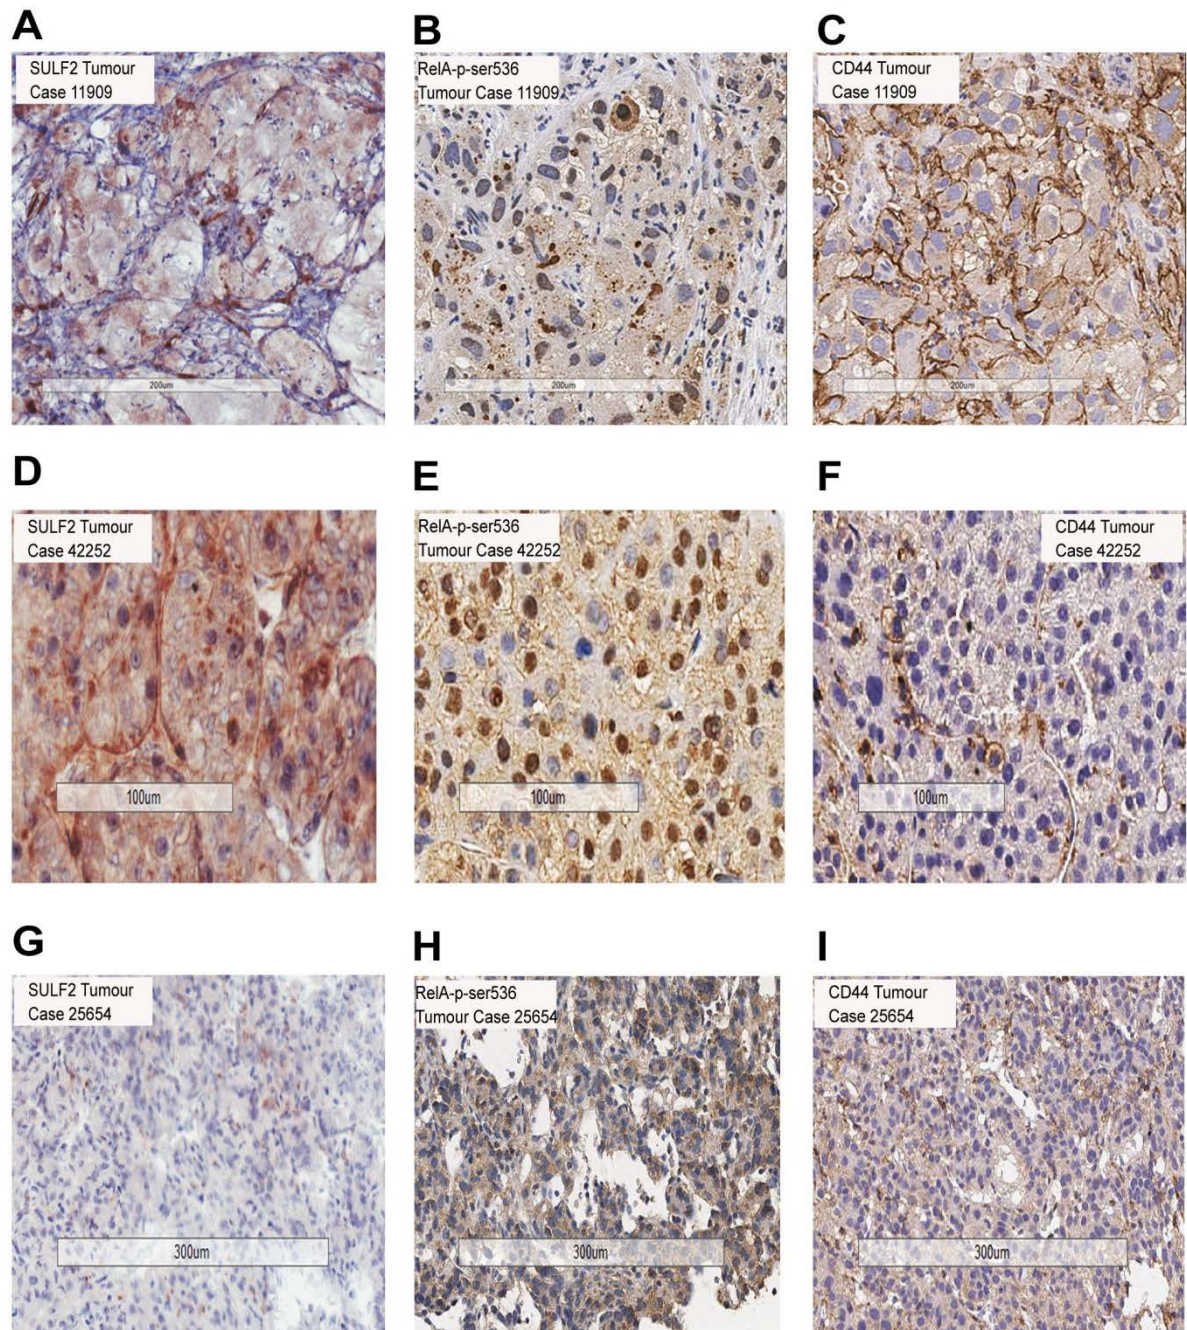 A
B
C
SULF2 Tumour
Case 11909
RelA-p-ser536
Tumour Case 11909
CD44 Tumour
Case 11909
200um
200um
200um
D
E
F
SULF2 Tumour
Case 42252
RelA-p-ser536
Tumour Case 42252
CD44 Tumour
Case 42252
100um
100um
100um
G
H
I
SULF2 Tumour
Case 25654
RelA-p-ser536
Tumour Case 25654
CD44 Tumour
Case 25654
300um
300um
300um